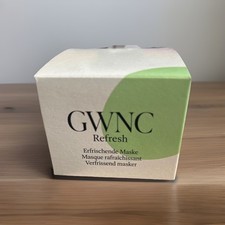 GWNC
Refresh
Erfrischende Maske
Masque rafraîchissant
Verfrissend masker